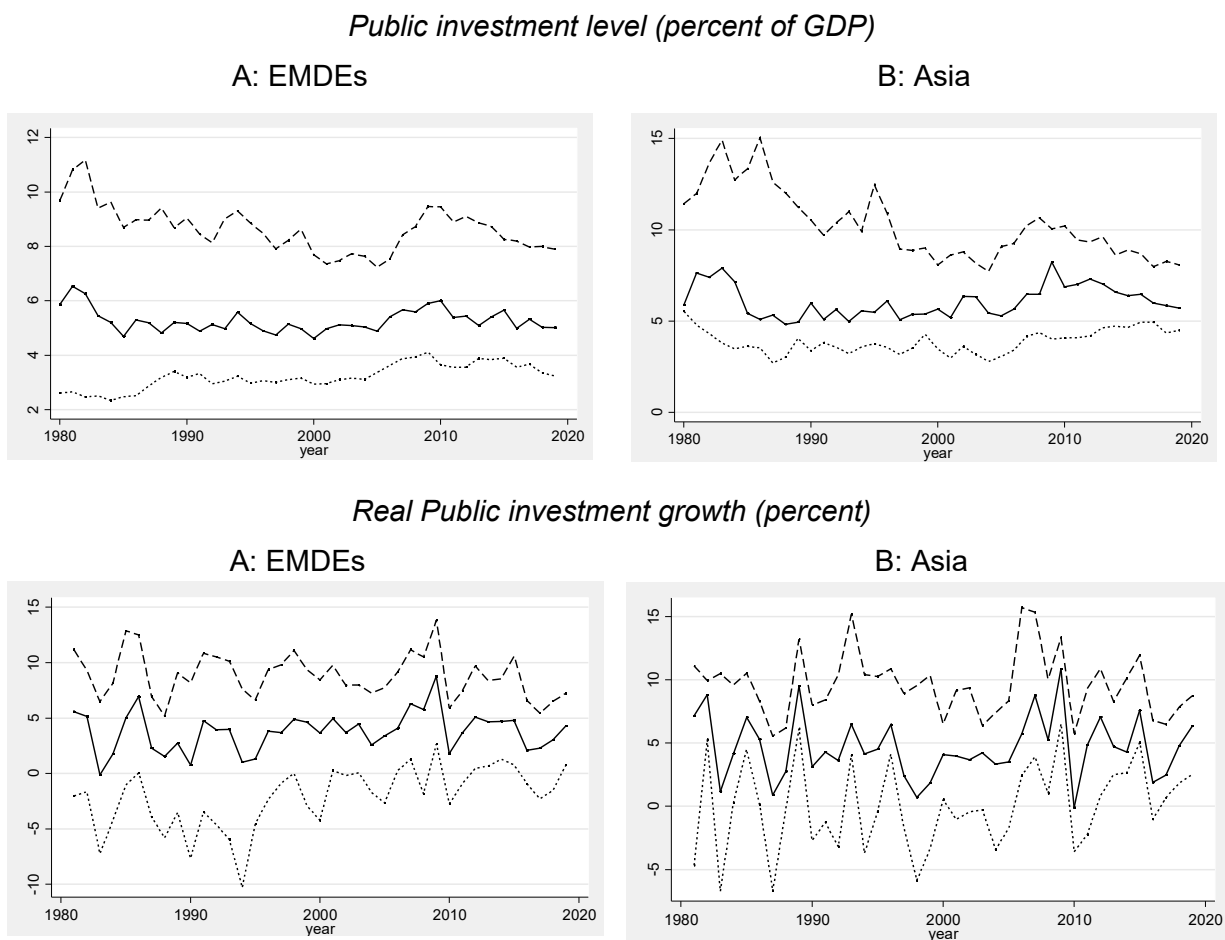 Public investment level (percent of GDP)
A: EMDEs
B: Asia
12
10
8
6
4
2
1980 1990 2000 2010 2020
year
15
10
5
0
1980 1990 2000 2010 2020
year
Real Public investment growth (percent)
A: EMDEs
B: Asia
15
10
5
0
-5
-10
1980 1990 2000 2010 2020
year
15
10
5
0
-5
1980 1990 2000 2010 2020
year